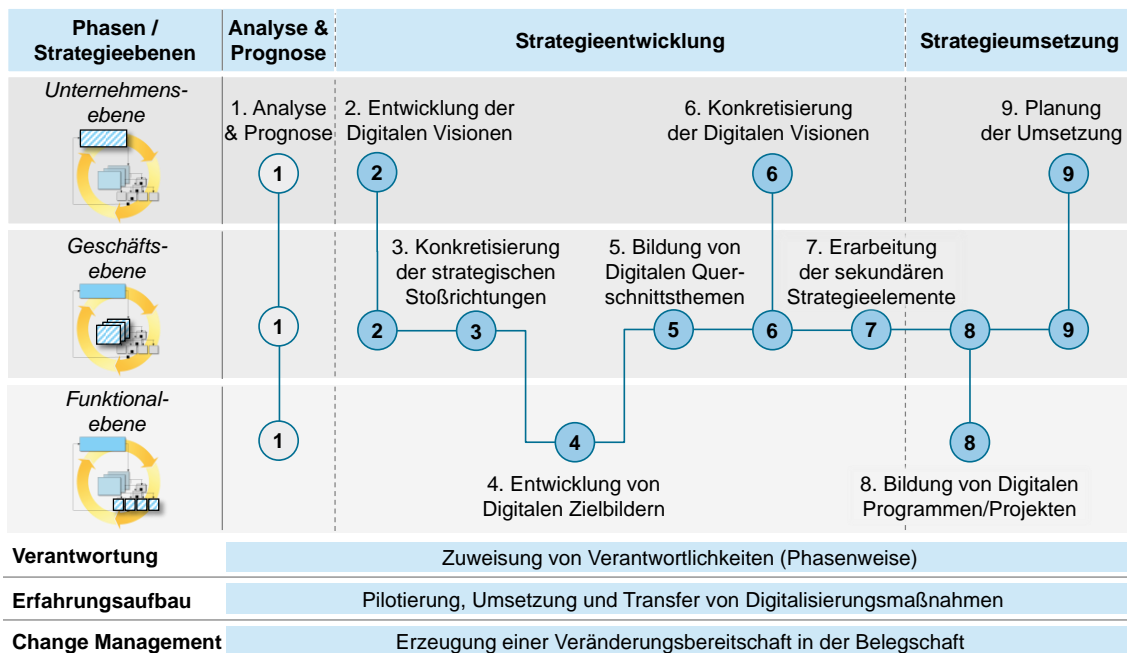 Phasen /
Strategieebenen
Analyse &
Prognose
Strategieentwicklung
Strategieumsetzung
Unternehmens-
ebene
1. Analyse
& Prognose
2. Entwicklung der
Digitalen Visionen
6. Konkretisierung
der Digitalen Visionen
9. Planung
der Umsetzung
1
2
6
9
Geschäfts-
ebene
3. Konkretisierung
der strategischen
Stoßrichtungen
5. Bildung von
Digitalen Quer-
schnittsthemen
7. Erarbeitung
der sekundären
Strategieelemente
1
2
3
5
6
7
8
9
Funktional-
ebene
1
4
8
4. Entwicklung von
Digitalen Zielbildern
8. Bildung von Digitalen
Programmen/Projekten
Verantwortung
Zuweisung von Verantwortlichkeiten (Phasenweise)
Erfahrungsaufbau
Pilotierung, Umsetzung und Transfer von Digitalisierungsmaßnahmen
Change Management
Erzeugung einer Veränderungsbereitschaft in der Belegschaft